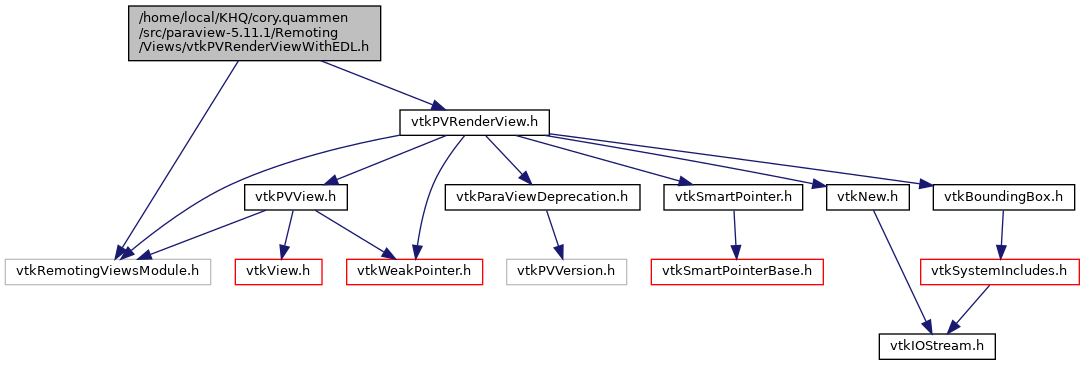 /home/local/KHQ/cory.quammen
/src/paraview-5.11.1/Remoting
/Views/vtkPVRenderViewWithEDL.h
vtkPVRenderView.h
vtkPVView.h
vtkParaViewDeprecation.h
vtkSmartPointer.h
vtkNew.h
vtkBoundingBox.h
vtkRemotingViewsModule.h
vtkView.h
vtkWeakPointer.h
vtkPVVersion.h
vtkSmartPointerBase.h
vtkSystemIncludes.h
vtkIOStream.h